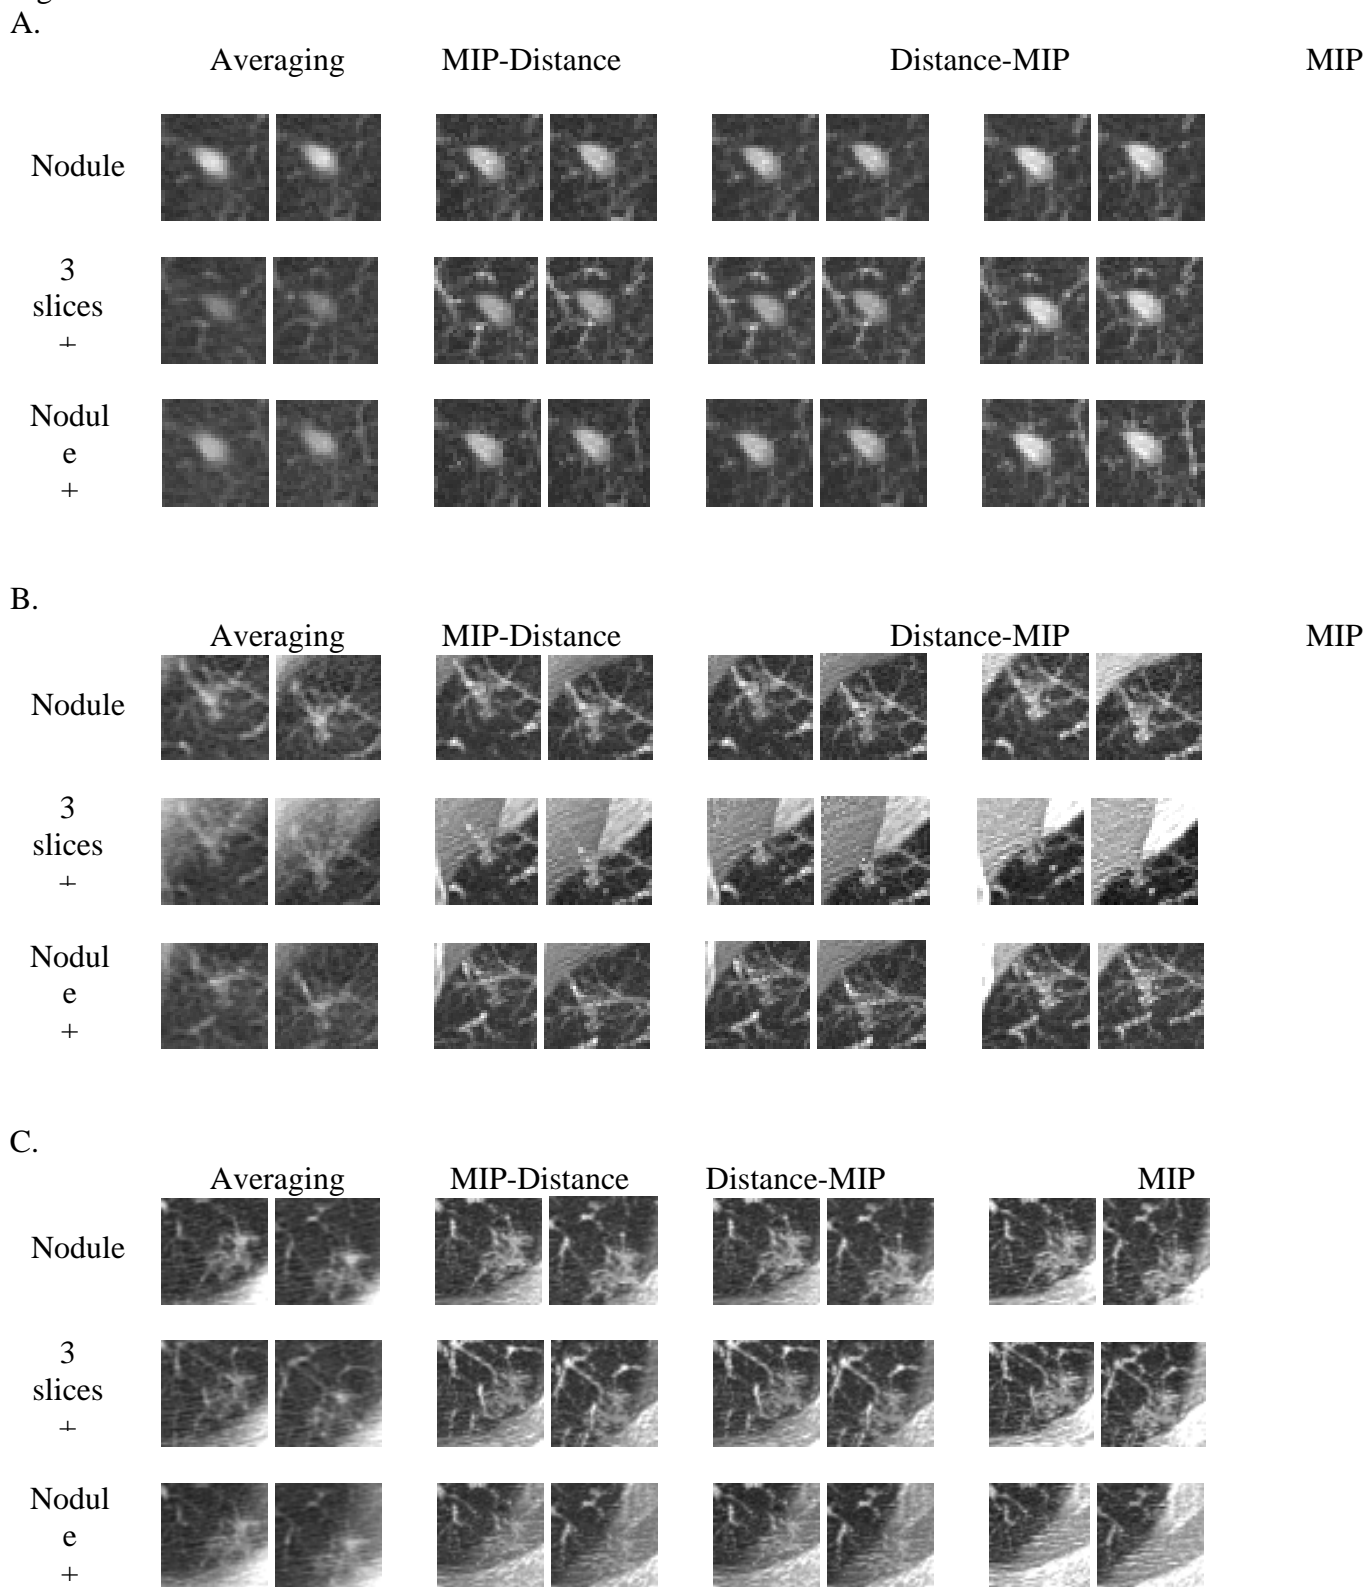 A.
Averaging MIP-Distance Distance-MIP MIP
Nodule
3
slices
+
Nodul
e
+
B.
Averaging MIP-Distance Distance-MIP MIP
Nodule
3
slices
+
Nodul
e
+
C.
Averaging MIP-Distance Distance-MIP MIP
Nodule
3
slices
+
Nodul
e
+